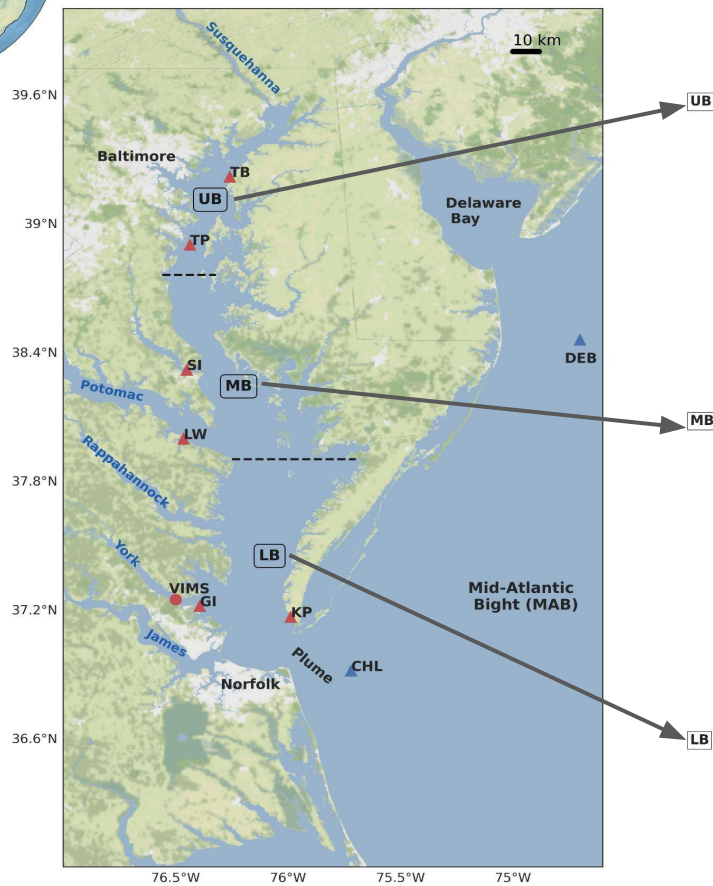 Susquehanna
10 km
39.6°N
UB
Baltimore
TB
UB
Delaware
Bay
39°N
TP
DEB
38.4°N
SI
MB
Potomac
MB
LW
Rappahannock
37.8°N
LB
York
VIMS
GI
KP
Mid-Atlantic
Bight (MAB)
37.2°N
James
Plume
CHL
Norfolk
36.6°N
LB
76.5°W
76°W
75.5°W
75°W